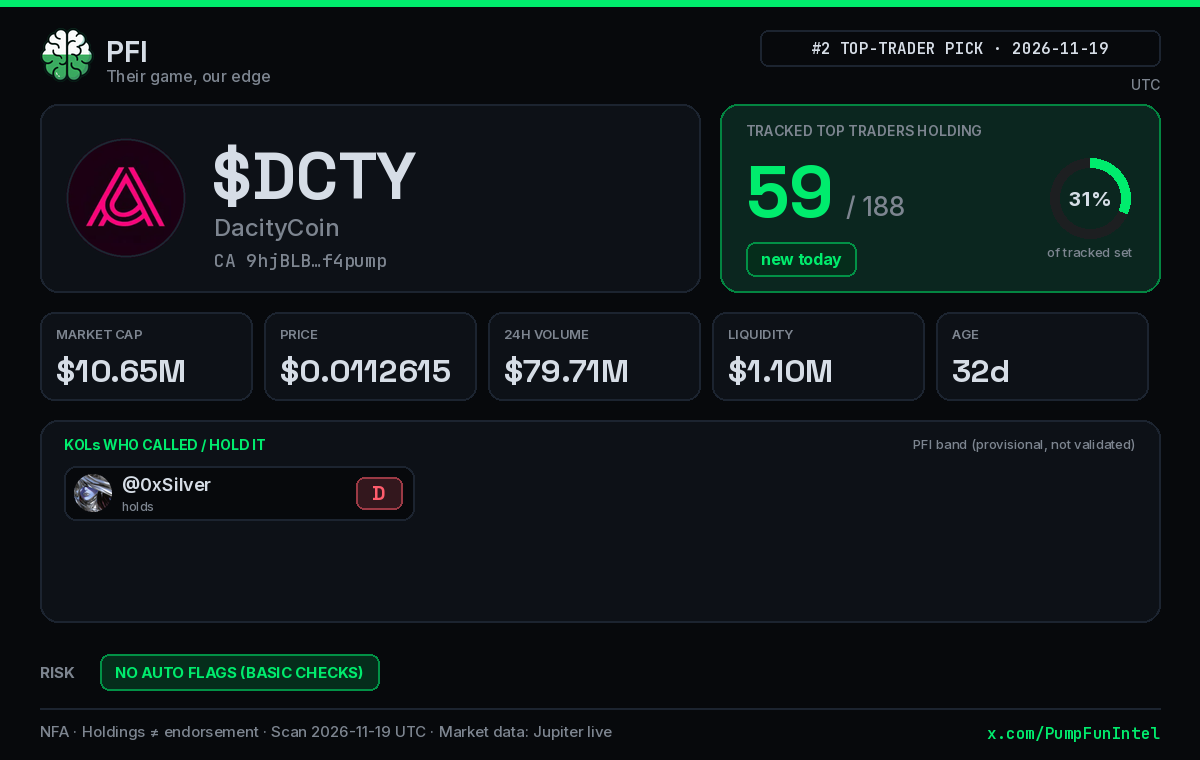 PFI
Their game, our edge
#2 TOP-TRADER PICK · 2026-11-19
UTC
$DCTY
DacityCoin
CA 9hjBLB…f4pump
TRACKED TOP TRADERS HOLDING
59 / 188
31%
of tracked set
new today
MARKET CAP
$10.65M
PRICE
$0.0112615
24H VOLUME
$79.71M
LIQUIDITY
$1.10M
AGE
32d
KOLs WHO CALLED / HOLD IT
PFI band (provisional, not validated)
@0xSilver
holds
D
RISK
NO AUTO FLAGS (BASIC CHECKS)
NFA · Holdings ≠ endorsement · Scan 2026-11-19 UTC · Market data: Jupiter live
x.com/PumpFunIntel